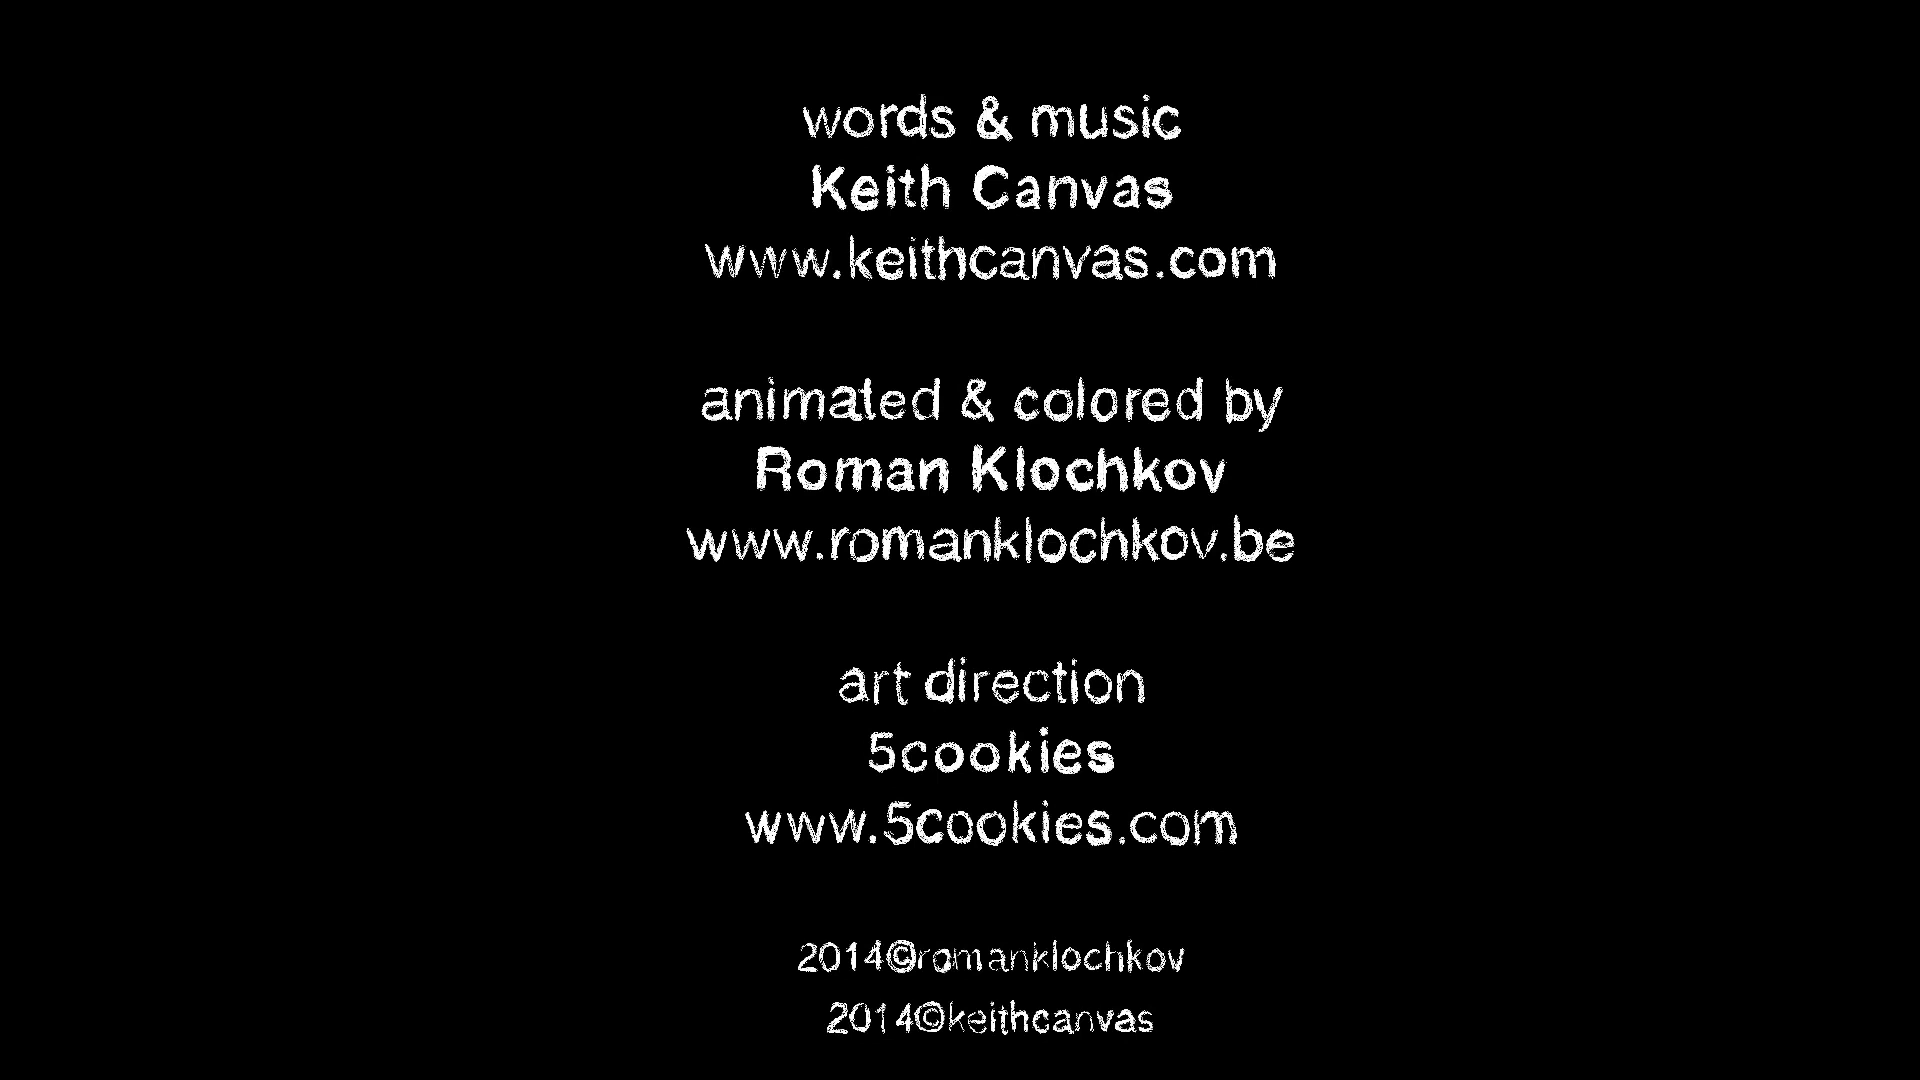 words & music
Keith Canvas
www.keithcanvas.com
animated & colored by
Roman Klochkov
www.romanklochkov.be
art direction
5cookies
www.5cookies.com
2014©romanklochkov
2014©keithcanvas